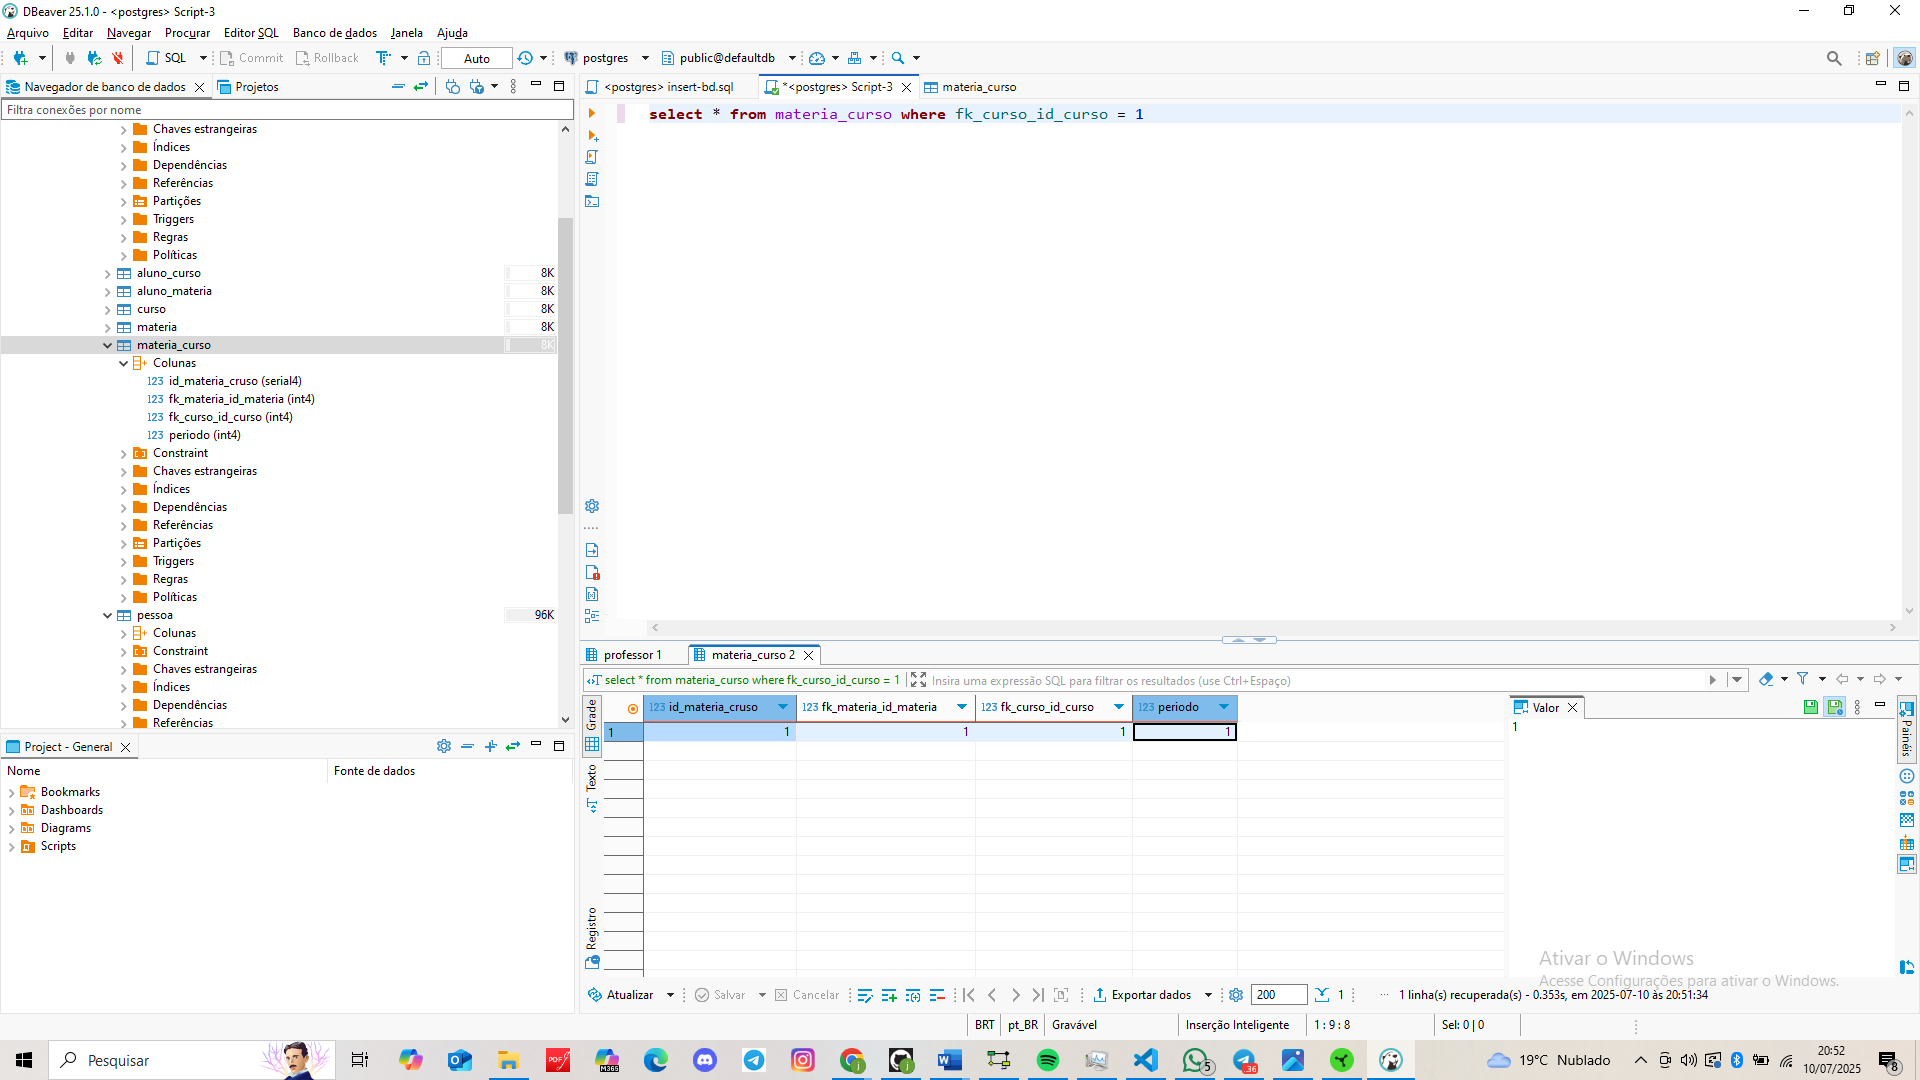 DBeaver 25.1.0 - <postgres> Script-3
Arquivo Editar Navegar Procurar Editor SQL Banco de dados Janela Ajuda
SQL Commit Rollback Auto postgres public@defaultdb
Navegador de banco de dados Projetos
Filtra conexões por nome
Chaves estrangeiras
Índices
Dependências
Referências
Partições
Triggers
Regras
Políticas
aluno_curso 8K
aluno_materia 8K
curso 8K
materia 8K
materia_curso 8K
Colunas
123 id_materia_cruso (serial4)
123 fk_materia_id_materia (int4)
123 fk_curso_id_curso (int4)
123 periodo (int4)
Constraint
Chaves estrangeiras
Índices
Dependências
Referências
Partições
Triggers
Regras
Políticas
pessoa 96K
Colunas
Constraint
Chaves estrangeiras
Índices
Dependências
Referências
Project - General
Nome Fonte de dados
Bookmarks
Dashboards
Diagrams
Scripts
<postgres> insert-bd.sql *<postgres> Script-3 materia_curso
select * from materia_curso where fk_curso_id_curso = 1
professor 1 materia_curso 2
select * from materia_curso where fk_curso_id_curso = 1 Insira uma expressão SQL para filtrar os resultados (use Ctrl+Espaço)
Grade
Texto
Registro
123 id_materia_cruso 123 fk_materia_id_materia 123 fk_curso_id_curso 123 periodo
1 1 1 1 1
Valor
1
Painéis
Ativar o Windows
Acesse Configurações para ativar o Windows.
Atualizar Salvar Cancelar Exportar dados 200 1 ... 1 linha(s) recuperada(s) - 0.353s, em 2025-07-10 às 20:51:34
BRT pt_BR Gravável Inserção Inteligente 1 : 9 : 8 Sel: 0 | 0
Pesquisar
PDF
M365
5
36
19°C Nublado
20:52
10/07/2025
8